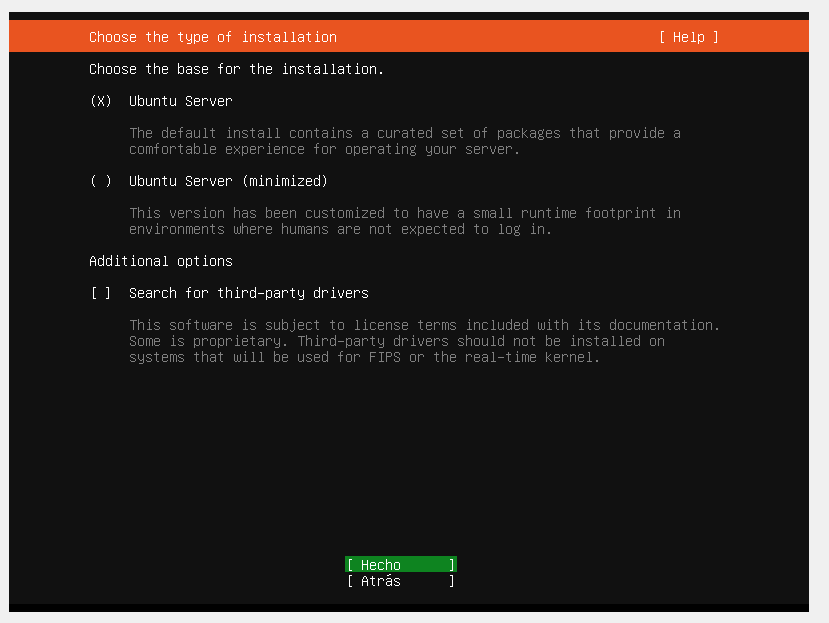 Choose the type of installation [ Help ]
Choose the base for the installation.
(X) Ubuntu Server
The default install contains a curated set of packages that provide a
comfortable experience for operating your server.
( ) Ubuntu Server (minimized)
This version has been customized to have a small runtime footprint in
environments where humans are not expected to log in.
Additional options
[ ] Search for third-party drivers
This software is subject to license terms included with its documentation.
Some is proprietary. Third-party drivers should not be installed on
systems that will be used for FIPS or the real-time kernel.
[ Hecho ]
[ Atrás ]